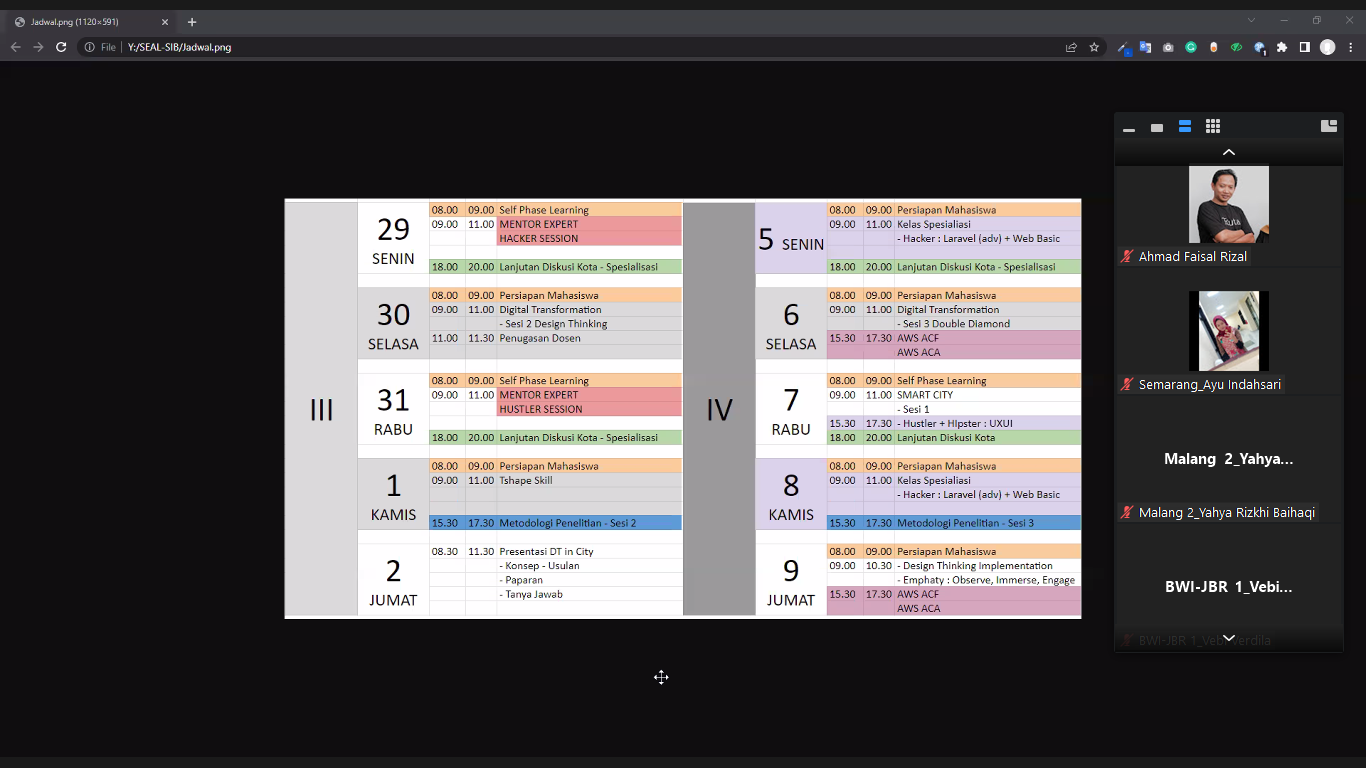 Jadwal.png (1120×591)
File
Y:/SEAL-SIB/Jadwal.png
1
III
29
SENIN
08.00 09.00 Self Phase Learning
09.00 11.00 MENTOR EXPERT
HACKER SESSION
18.00 20.00 Lanjutan Diskusi Kota - Spesialisasi
30
SELASA
08.00 09.00 Persiapan Mahasiswa
09.00 11.00 Digital Transformation
- Sesi 2 Design Thinking
11.00 11.30 Penugasan Dosen
31
RABU
08.00 09.00 Self Phase Learning
09.00 11.00 MENTOR EXPERT
HUSTLER SESSION
18.00 20.00 Lanjutan Diskusi Kota - Spesialisasi
1
KAMIS
08.00 09.00 Persiapan Mahasiswa
09.00 11.00 Tshape Skill
15.30 17.30 Metodologi Penelitian - Sesi 2
2
JUMAT
08.30 11.30 Presentasi DT in City
- Konsep - Usulan
- Paparan
- Tanya Jawab
IV
5 SENIN
08.00 09.00 Persiapan Mahasiswa
09.00 11.00 Kelas Spesialiasi
- Hacker : Laravel (adv) + Web Basic
18.00 20.00 Lanjutan Diskusi Kota - Spesialisasi
6
SELASA
08.00 09.00 Persiapan Mahasiswa
09.00 11.00 Digital Transformation
- Sesi 3 Double Diamond
15.30 17.30 AWS ACF
AWS ACA
7
RABU
08.00 09.00 Self Phase Learning
09.00 11.00 SMART CITY
- Sesi 1
15.30 17.30 - Hustler + HIpster : UXUI
18.00 20.00 Lanjutan Diskusi Kota
8
KAMIS
08.00 09.00 Persiapan Mahasiswa
09.00 11.00 Kelas Spesialiasi
- Hacker : Laravel (adv) + Web Basic
15.30 17.30 Metodologi Penelitian - Sesi 3
9
JUMAT
08.00 09.00 Persiapan Mahasiswa
09.00 10.30 - Design Thinking Implementation
- Emphaty : Observe, Immerse, Engage
15.30 17.30 AWS ACF
AWS ACA
Ahmad Faisal Rizal
Semarang_Ayu Indahsari
Malang 2_Yahya...
Malang 2_Yahya Rizkhi Baihaqi
BWI-JBR 1_Vebi...
BWI-JBR 1_Vebi Verdila